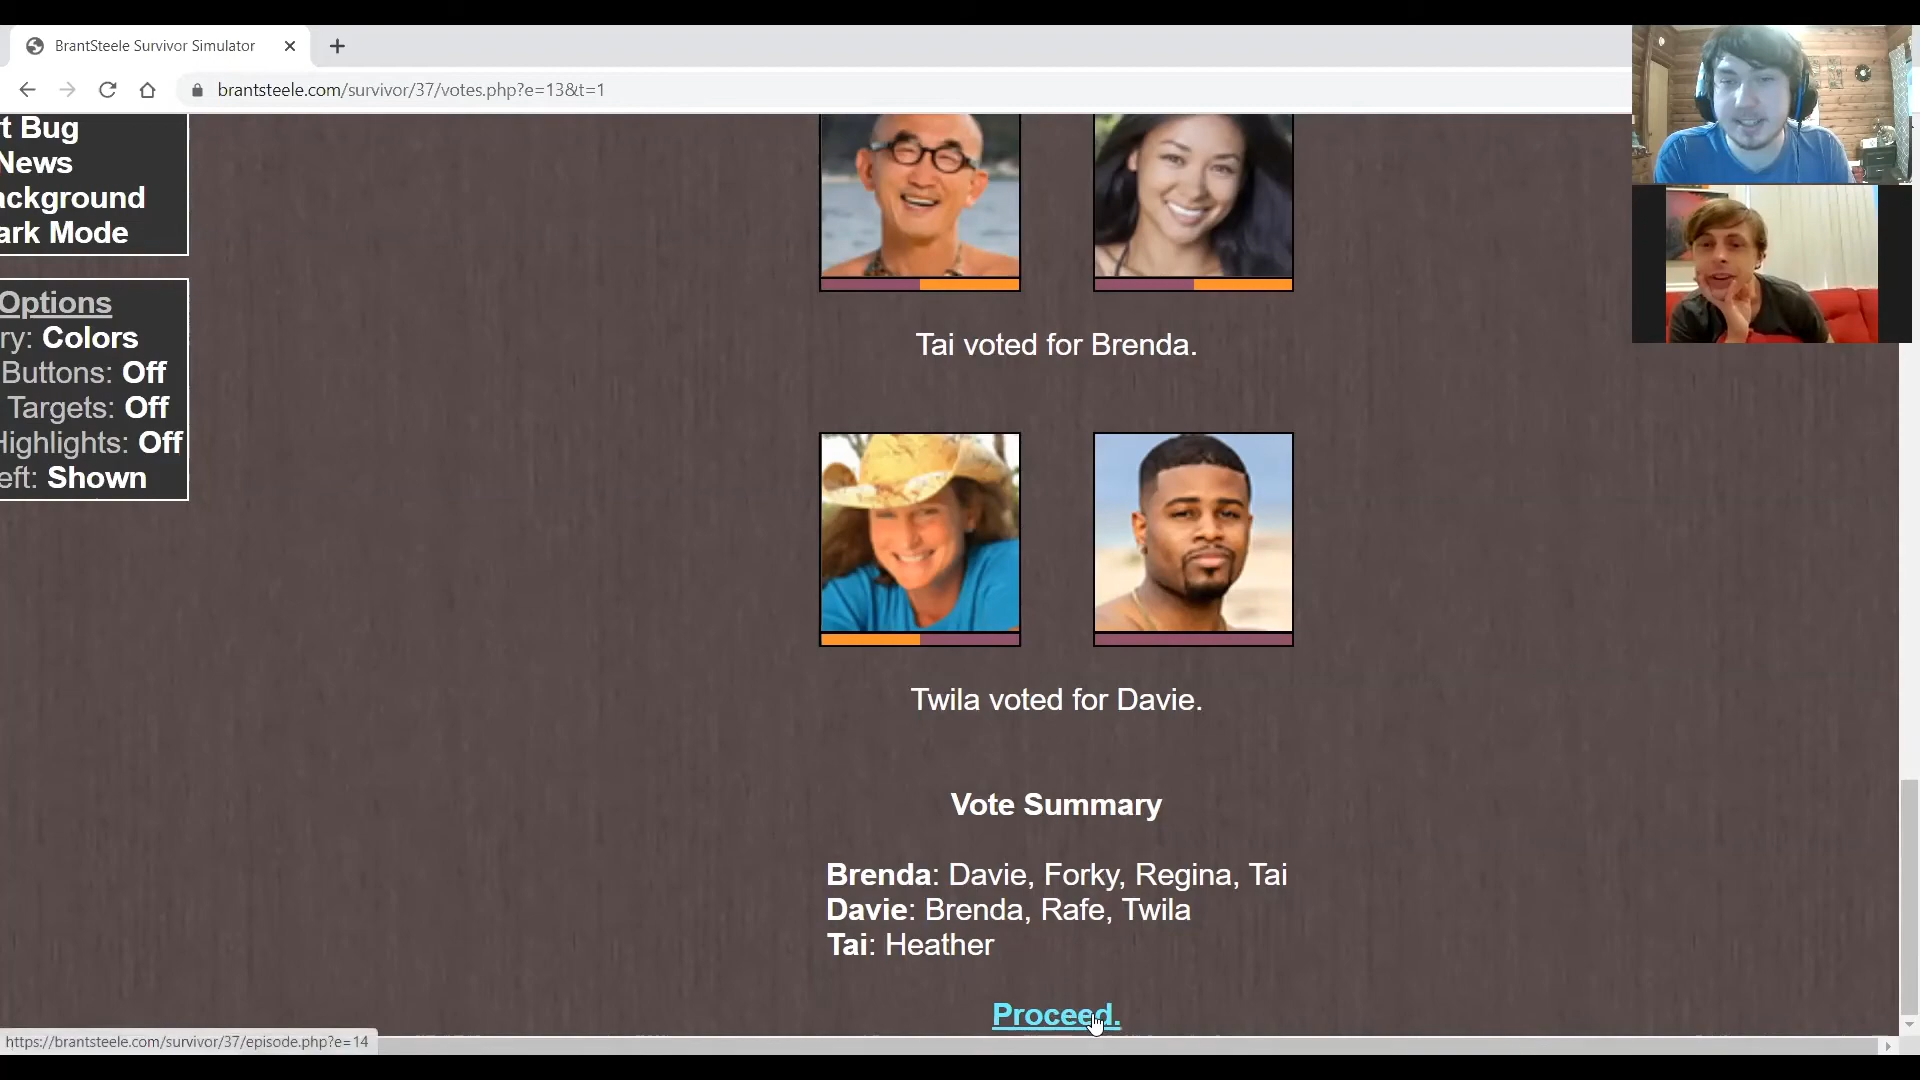 BrantSteele Survivor Simulator
brantsteele.com/survivor/37/votes.php?e=13&t=1
t Bug
News
ackground
ark Mode
Options
ry: Colors
Buttons: Off
Targets: Off
Highlights: Off
eft: Shown
Tai voted for Brenda.
Twila voted for Davie.
Vote Summary
Brenda: Davie, Forky, Regina, Tai
Davie: Brenda, Rafe, Twila
Tai: Heather
Proceed.
https://brantsteele.com/survivor/37/episode.php?e=14